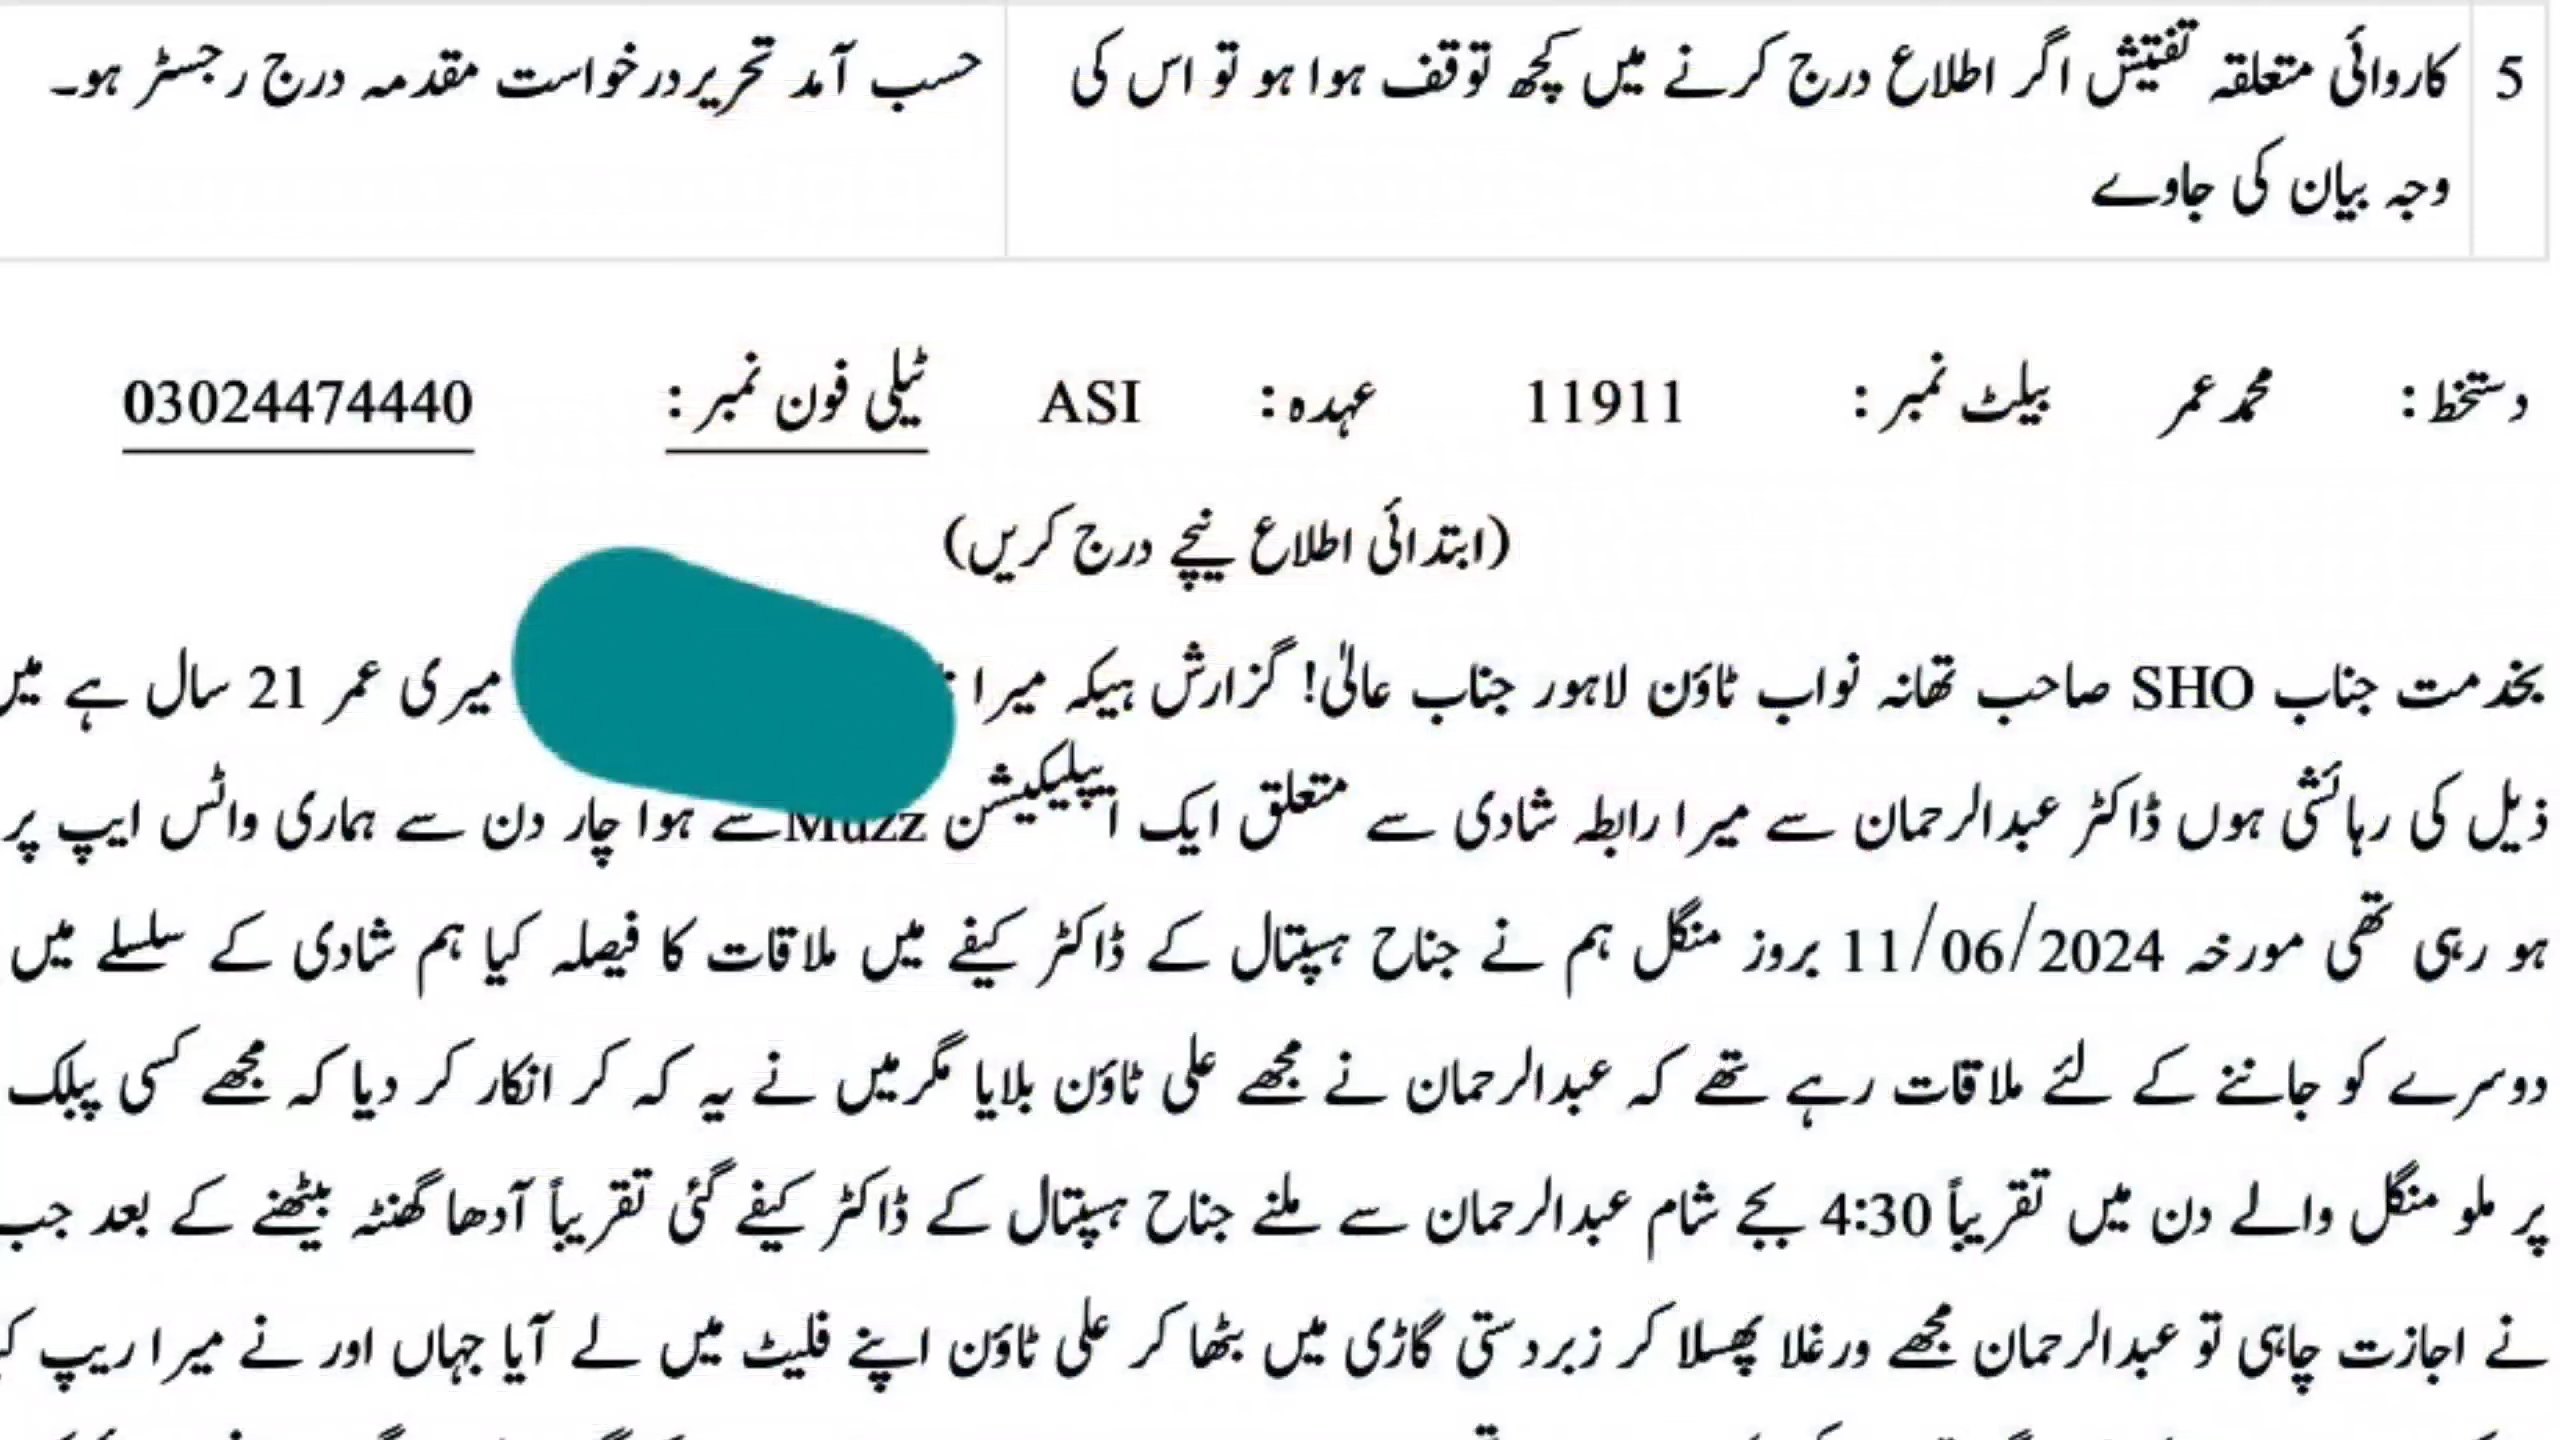 5 کاروائی متعلقہ تفتیش اگر اطلاع درج کرنے میں کچھ توقف ہوا ہو تو اس کی
وجہ بیان کی جاوے
حسب آمد تحریر درخواست مقدمہ درج رجسٹر ہو۔
دستخط: محمد عمر بیلٹ نمبر: 11911 عہدہ: ASI ٹیلی فون نمبر: 03024474440
(ابتدائی اطلاع نیچے درج کریں)
بخدمت جناب SHO صاحب تھانہ نواب ٹاؤن لاہور جناب عالیٰ! گزارش ہیکہ میرا میری عمر 21 سال ہے میں
ذیل کی رہائشی ہوں ڈاکٹر عبدالرحمان سے میرا رابطہ شادی سے متعلق ایک ایپلیکیشن Muzz سے ہوا چار دن سے ہماری واٹس ایپ پر
ہو رہی تھی مورخہ 11/06/2024 بروز منگل ہم نے جناح ہسپتال کے ڈاکٹر کیفے میں ملاقات کا فیصلہ کیا ہم شادی کے سلسلے میں
دوسرے کو جاننے کے لئے ملاقات رہے تھے کہ عبدالرحمان نے مجھے علی ٹاؤن بلایا مگر میں نے یہ کہ کر انکار کر دیا کہ مجھے کسی پبلک
پر ملو منگل والے دن میں تقریباً 4:30 بجے شام عبدالرحمان سے ملنے جناح ہسپتال کے ڈاکٹر کیفے گئی تقریباً آدھا گھنٹہ بیٹھنے کے بعد جب
نے اجازت چاہی تو عبدالرحمان مجھے ورغلا پھسلا کر زبردستی گاڑی میں بٹھا کر علی ٹاؤن اپنے فلیٹ میں لے آیا جہاں اور نے میرا ریپ